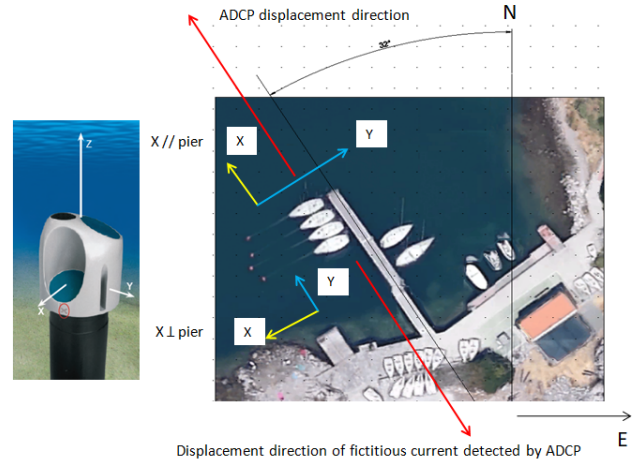 ADCP displacement direction
N
32°
X // pier
X
Y
Z
Y
X
Y
X ⊥ pier
X
E
Displacement direction of fictitious current detected by ADCP